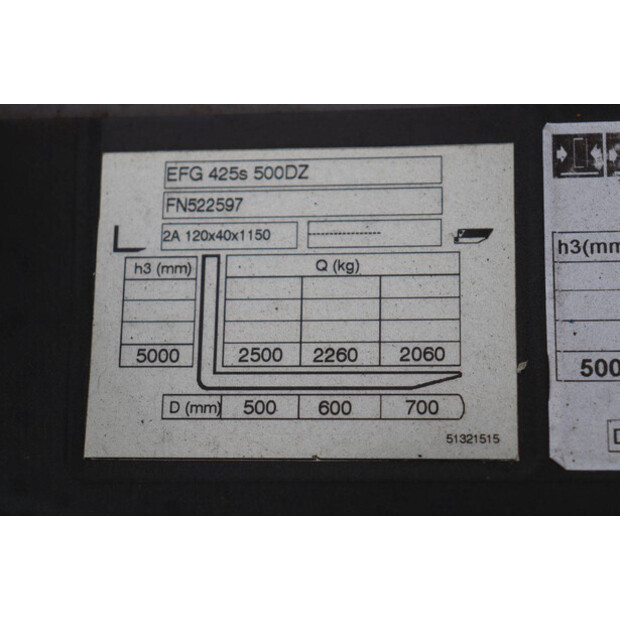 EFG 425s 500DZ
FN522597
2A 120x40x1150 ---------------
h3 (mm) Q (kg)
5000 2500 2260 2060
D (mm) 500 600 700
51321515
h3(mm
500
D